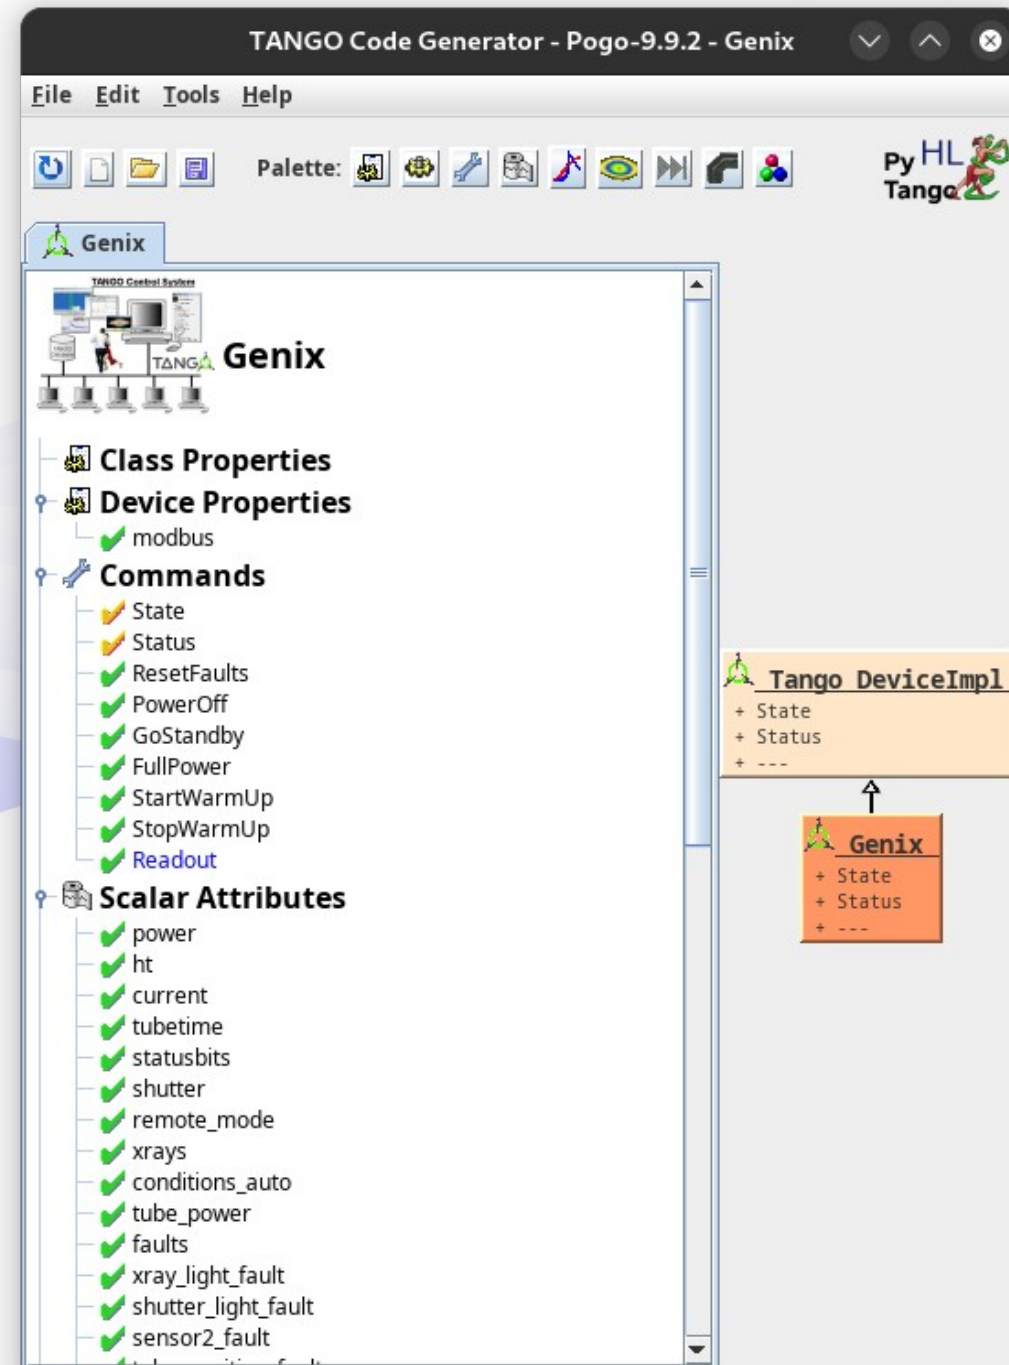 TANGO Code Generator - Pogo-9.9.2 - Genix
File Edit Tools Help
Palette:
Py HL
Tango
Genix
TANGO Control System
TANGO
Genix
Class Properties
Device Properties
modbus
Commands
State
Status
ResetFaults
PowerOff
GoStandby
FullPower
StartWarmUp
StopWarmUp
Readout
Scalar Attributes
power
ht
current
tubetime
statusbits
shutter
remote_mode
xrays
conditions_auto
tube_power
faults
xray_light_fault
shutter_light_fault
sensor2_fault
Tango DeviceImpl
+ State
+ Status
+ ---
Genix
+ State
+ Status
+ ---